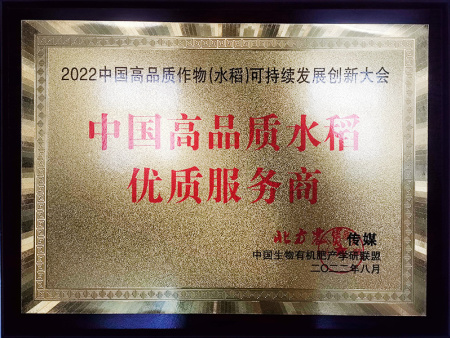 2022中国高品质作物(水稻)可持续发展创新大会
中国高品质水稻
优质服务商
北方农资传媒
中国生物有机肥产学研联盟
二〇二二年八月